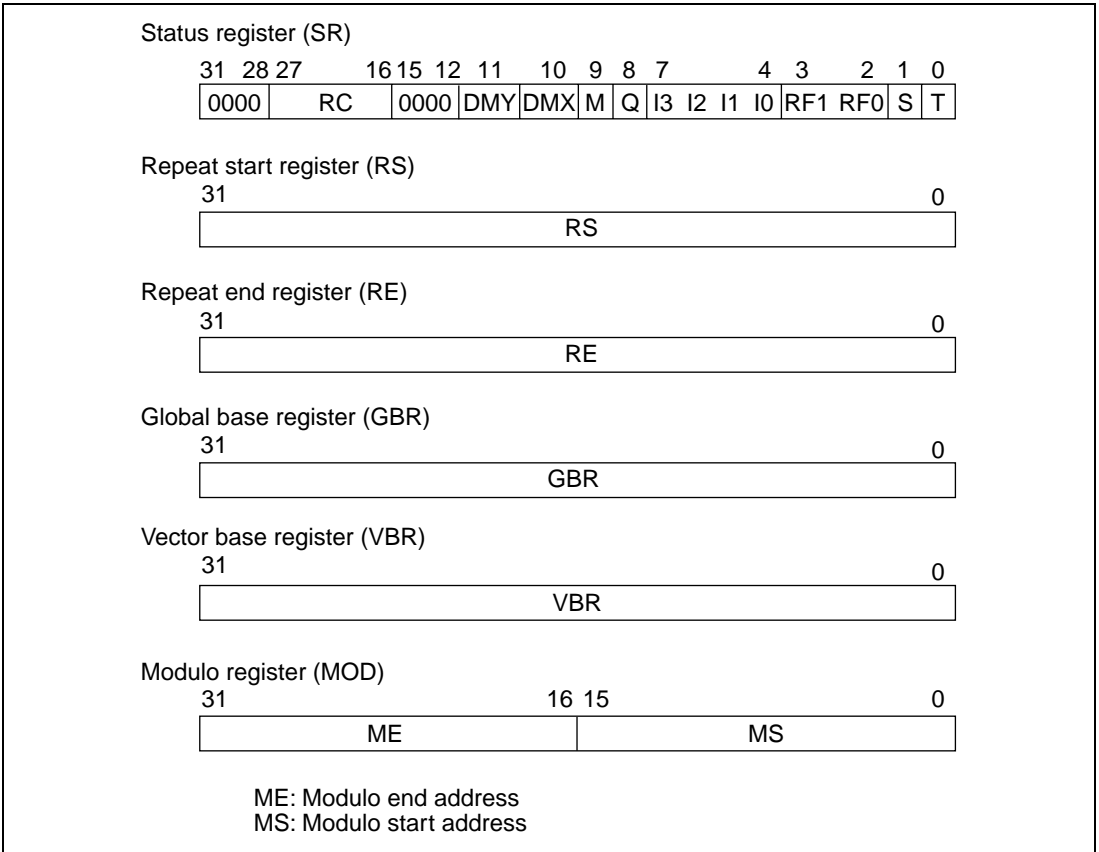 Status register (SR)
31 28 27 16 15 12 11 10 9 8 7 4 3 2 1 0
0000 RC 0000 DMY DMX M Q I3 I2 I1 I0 RF1 RF0 S T
Repeat start register (RS)
31 0
RS
Repeat end register (RE)
31 0
RE
Global base register (GBR)
31 0
GBR
Vector base register (VBR)
31 0
VBR
Modulo register (MOD)
31 16 15 0
ME MS
ME: Modulo end address
MS: Modulo start address